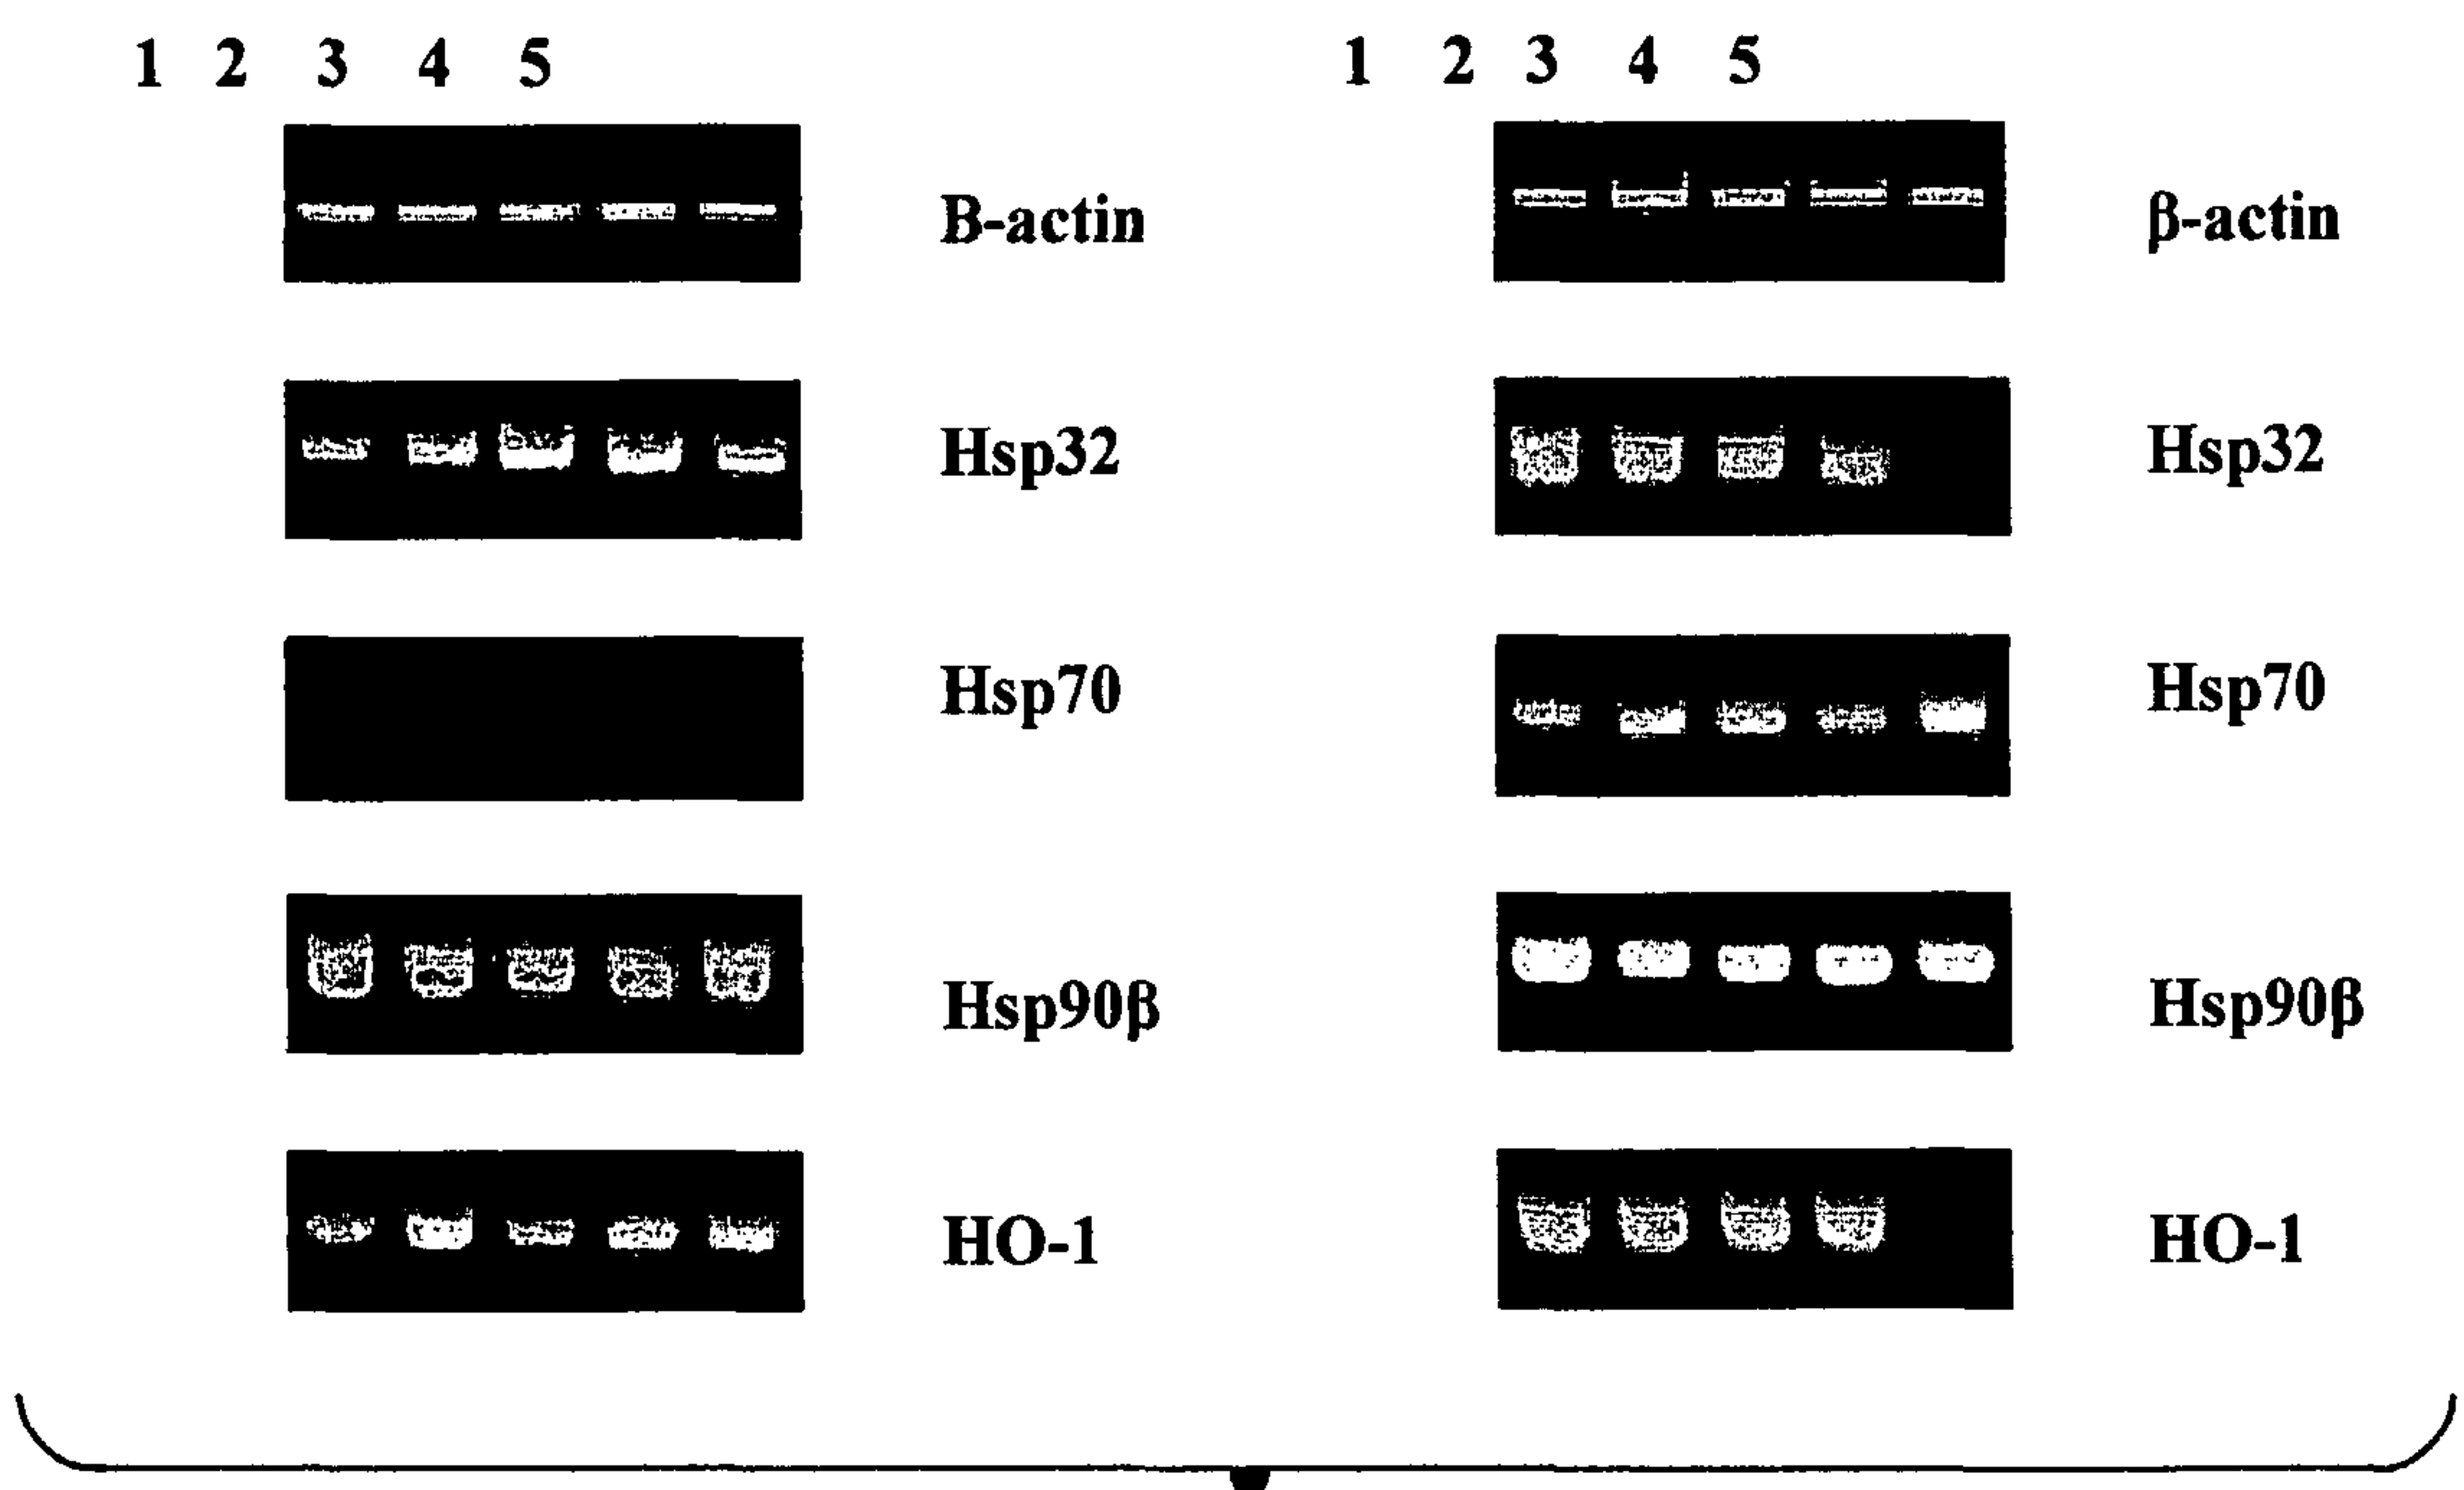 1 2 3 4 5 1 2 3 4 5
B-actin β-actin
Hsp32 Hsp32
Hsp70 Hsp70
Hsp90β Hsp90β
HO-1 HO-1